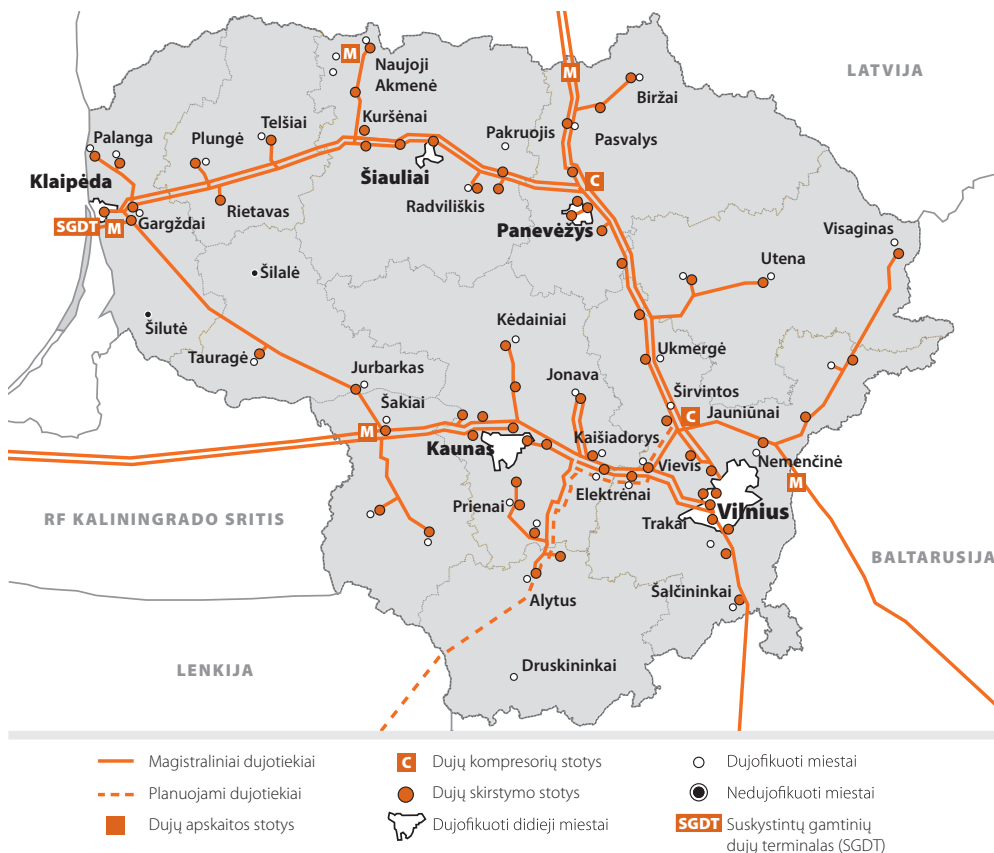 LATVIJA
M
Naujoji
Akmenė
M
Biržai
Kuršėnai
Telšiai
Pakruojis
Pasvalys
Palanga
Plungė
Klaipėda
Šiauliai
C
Radviliškis
Rietavas
SGDT
M
Gargždai
Panevėžys
Visaginas
Utena
Šilalė
Šilutė
Kėdainiai
Tauragė
Ukmergė
Jurbarkas
Jonava
Širvintos
Šakiai
C
Jauniūnai
M
Kaunas
Kaišiadorys
Vievis
Nemenčinė
M
Elektrėnai
Prienai
Vilnius
RF KALININGRADO SRITIS
Trakai
BALTARUSIJA
Alytus
Šalčininkai
LENKIJA
Druskininkai
Magistraliniai dujotiekiai
C Dujų kompresorių stotys
Dujofikuoti miestai
Planuojami dujotiekiai
Dujų skirstymo stotys
Nedujofikuoti miestai
Dujų apskaitos stotys
Dujofikuoti didieji miestai
SGDT Suskystintų gamtinių
dujų terminalas (SGDT)